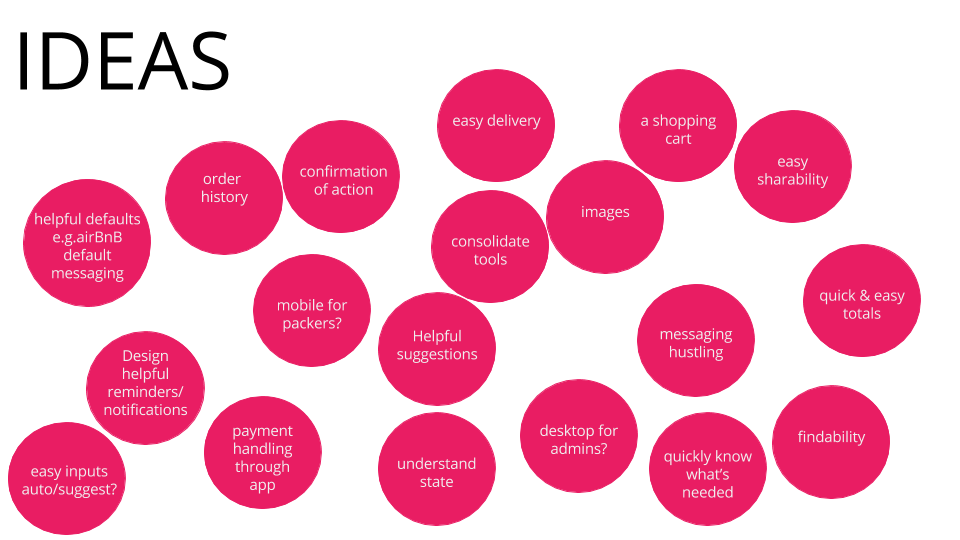 IDEAS
easy delivery
a shopping
cart
easy
sharability
confirmation
of action
order
history
images
helpful defaults
e.g.airBnB
default
messaging
consolidate
tools
quick & easy
totals
mobile for
packers?
Helpful
suggestions
messaging
hustling
Design
helpful
reminders/
notifications
payment
handling
through
app
desktop for
admins?
findability
easy inputs
auto/suggest?
understand
state
quickly know
what’s
needed